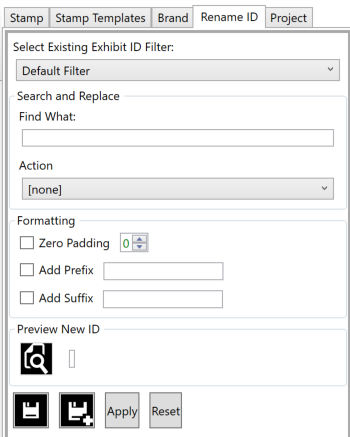 Stamp Stamp Templates Brand Rename ID Project
Select Existing Exhibit ID Filter:
Default Filter
Search and Replace
Find What:
Action
[none]
Formatting
Zero Padding 0
Add Prefix
Add Suffix
Preview New ID
Apply Reset